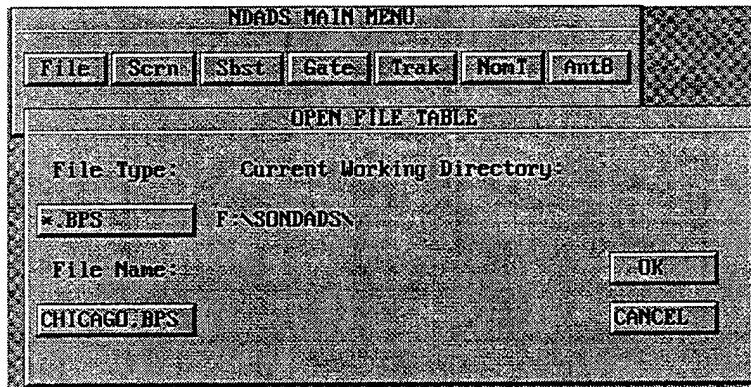 NDADS MAIN MENU
File Scrn Sbst Gate Trak NomT AntB
OPEN FILE TABLE
File Type: Current Working Directory:
*.BPS F:\SONDADS\
File Name:
OK
CHICAGO.BPS CANCEL